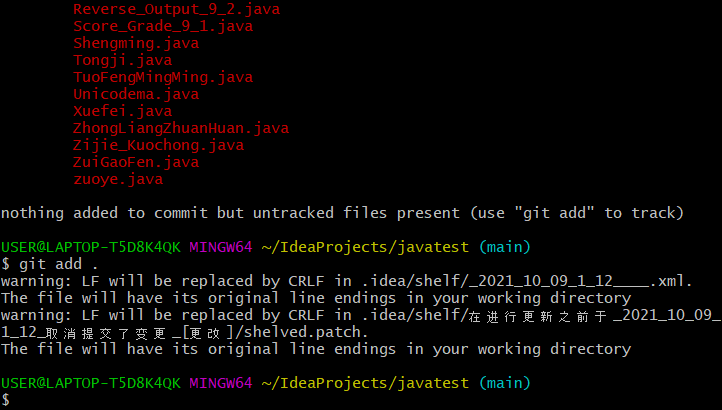 Reverse_Output_9_2.java
Score_Grade_9_1.java
Shengming.java
Tongji.java
TuoFengMingMing.java
Unicodema.java
Xuefei.java
ZhongLiangZhuanHuan.java
Zijie_Kuochong.java
ZuiGaoFen.java
zuoye.java
nothing added to commit but untracked files present (use "git add" to track)
USER@LAPTOP-T5D8K4QK MINGW64 ~/IdeaProjects/javatest (main)
$ git add .
warning: LF will be replaced by CRLF in .idea/shelf/_2021_10_09_1_12____.xml.
The file will have its original line endings in your working directory
warning: LF will be replaced by CRLF in .idea/shelf/在进行更新之前于_2021_10_09_
1_12_取消提交了变更_[更改]/shelved.patch.
The file will have its original line endings in your working directory
USER@LAPTOP-T5D8K4QK MINGW64 ~/IdeaProjects/javatest (main)
$